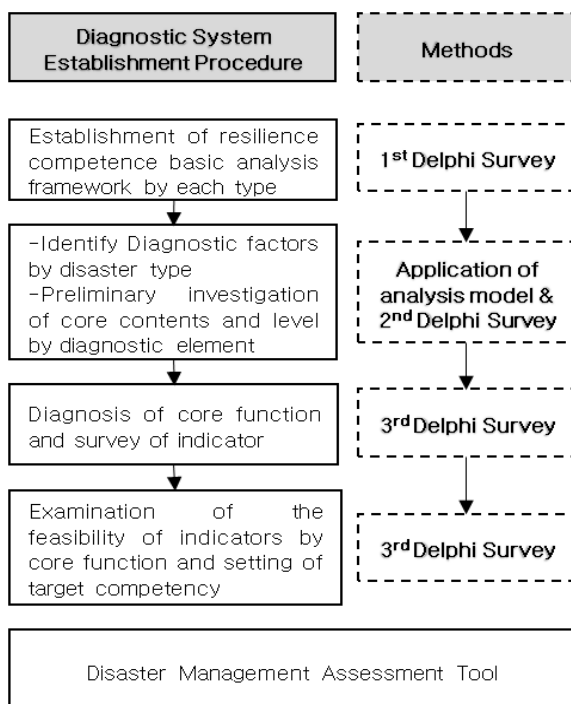 Diagnostic System
Establishment Procedure
Methods
Establishment of resilience
competence basic analysis
framework by each type
1st Delphi Survey
-Identify Diagnostic factors
by disaster type
-Preliminary investigation
of core contents and level
by diagnostic element
Application of
analysis model &
2nd Delphi Survey
Diagnosis of core function
and survey of indicator
3rd Delphi Survey
Examination of the
feasibility of indicators by
core function and setting of
target competency
3rd Delphi Survey
Disaster Management Assessment Tool